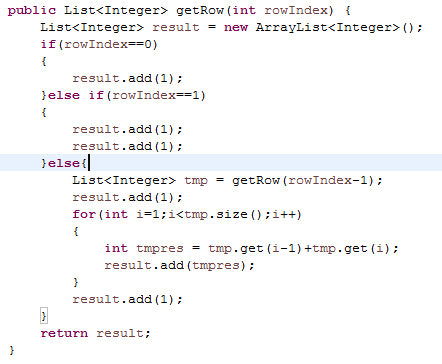 public List<Integer> getRow(int rowIndex) {
    List<Integer> result = new ArrayList<Integer>();
    if(rowIndex==0)
    {
        result.add(1);
    }else if(rowIndex==1)
    {
        result.add(1);
        result.add(1);
    }else{
        List<Integer> tmp = getRow(rowIndex-1);
        result.add(1);
        for(int i=1;i<tmp.size();i++)
        {
            int tmpres = tmp.get(i-1)+tmp.get(i);
            result.add(tmpres);
        }
        result.add(1);
    }
    return result;
}